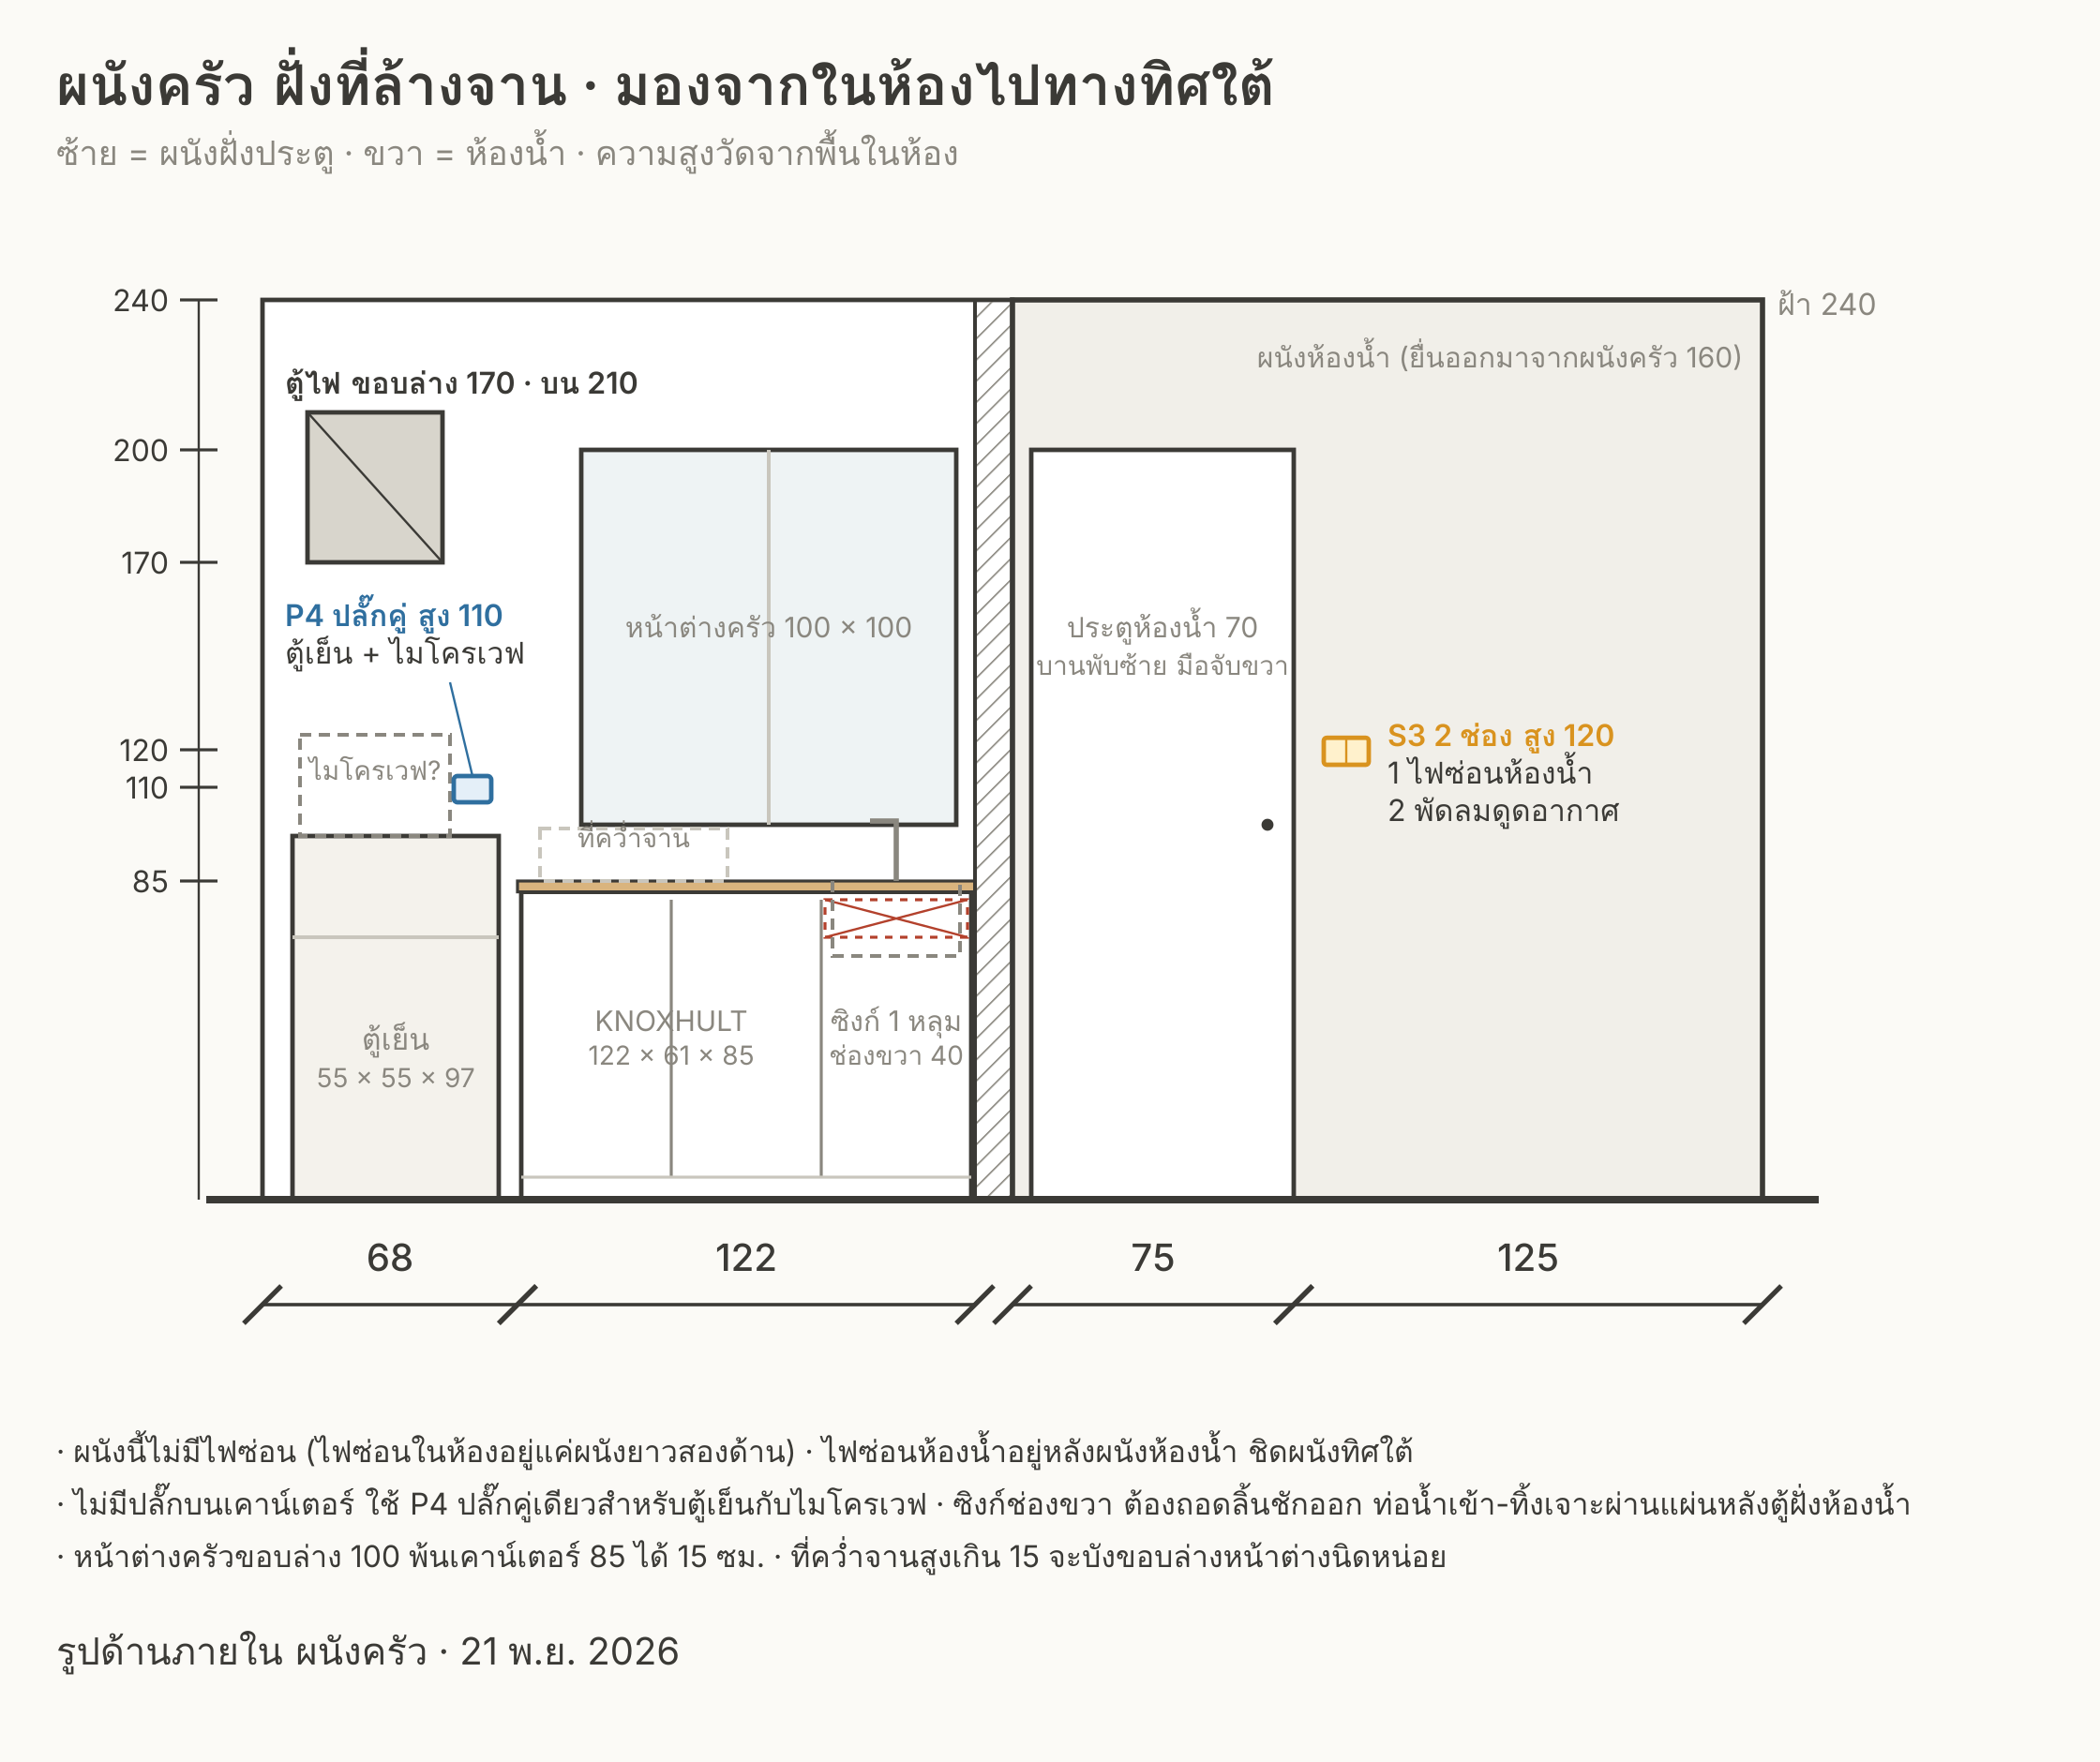 ผนังครัว ฝั่งที่ล้างจาน · มองจากในห้องไปทางทิศใต้
ซ้าย = ผนังฝั่งประตู · ขวา = ห้องน้ำ · ความสูงวัดจากพื้นในห้อง
240
200
170
120
110
85
ฝ้า 240
ผนังห้องน้ำ (ยื่นออกมาจากผนังครัว 160)
ตู้ไฟ ขอบล่าง 170 · บน 210
P4 ปลั๊กคู่ สูง 110
ตู้เย็น + ไมโครเวฟ
หน้าต่างครัว 100 × 100
ประตูห้องน้ำ 70
บานพับซ้าย มือจับขวา
ไมโครเวฟ?
S3 2 ช่อง สูง 120
1 ไฟซ่อนห้องน้ำ
2 พัดลมดูดอากาศ
ที่คว่ำจาน
ตู้เย็น
55 × 55 × 97
KNOXHULT
122 × 61 × 85
ซิงก์ 1 หลุม
ช่องขวา 40
68
122
75
125
· ผนังนี้ไม่มีไฟซ่อน (ไฟซ่อนในห้องอยู่แค่ผนังยาวสองด้าน) · ไฟซ่อนห้องน้ำอยู่หลังผนังห้องน้ำ ชิดผนังทิศใต้
· ไม่มีปลั๊กบนเคาน์เตอร์ ใช้ P4 ปลั๊กคู่เดียวสำหรับตู้เย็นกับไมโครเวฟ · ซิงก์ช่องขวา ต้องถอดลิ้นชักออก ท่อน้ำเข้า-ทิ้งเจาะผ่านแผ่นหลังตู้ฝั่งห้องน้ำ
· หน้าต่างครัวขอบล่าง 100 พ้นเคาน์เตอร์ 85 ได้ 15 ซม. · ที่คว่ำจานสูงเกิน 15 จะบังขอบล่างหน้าต่างนิดหน่อย
รูปด้านภายใน ผนังครัว · 21 พ.ย. 2026